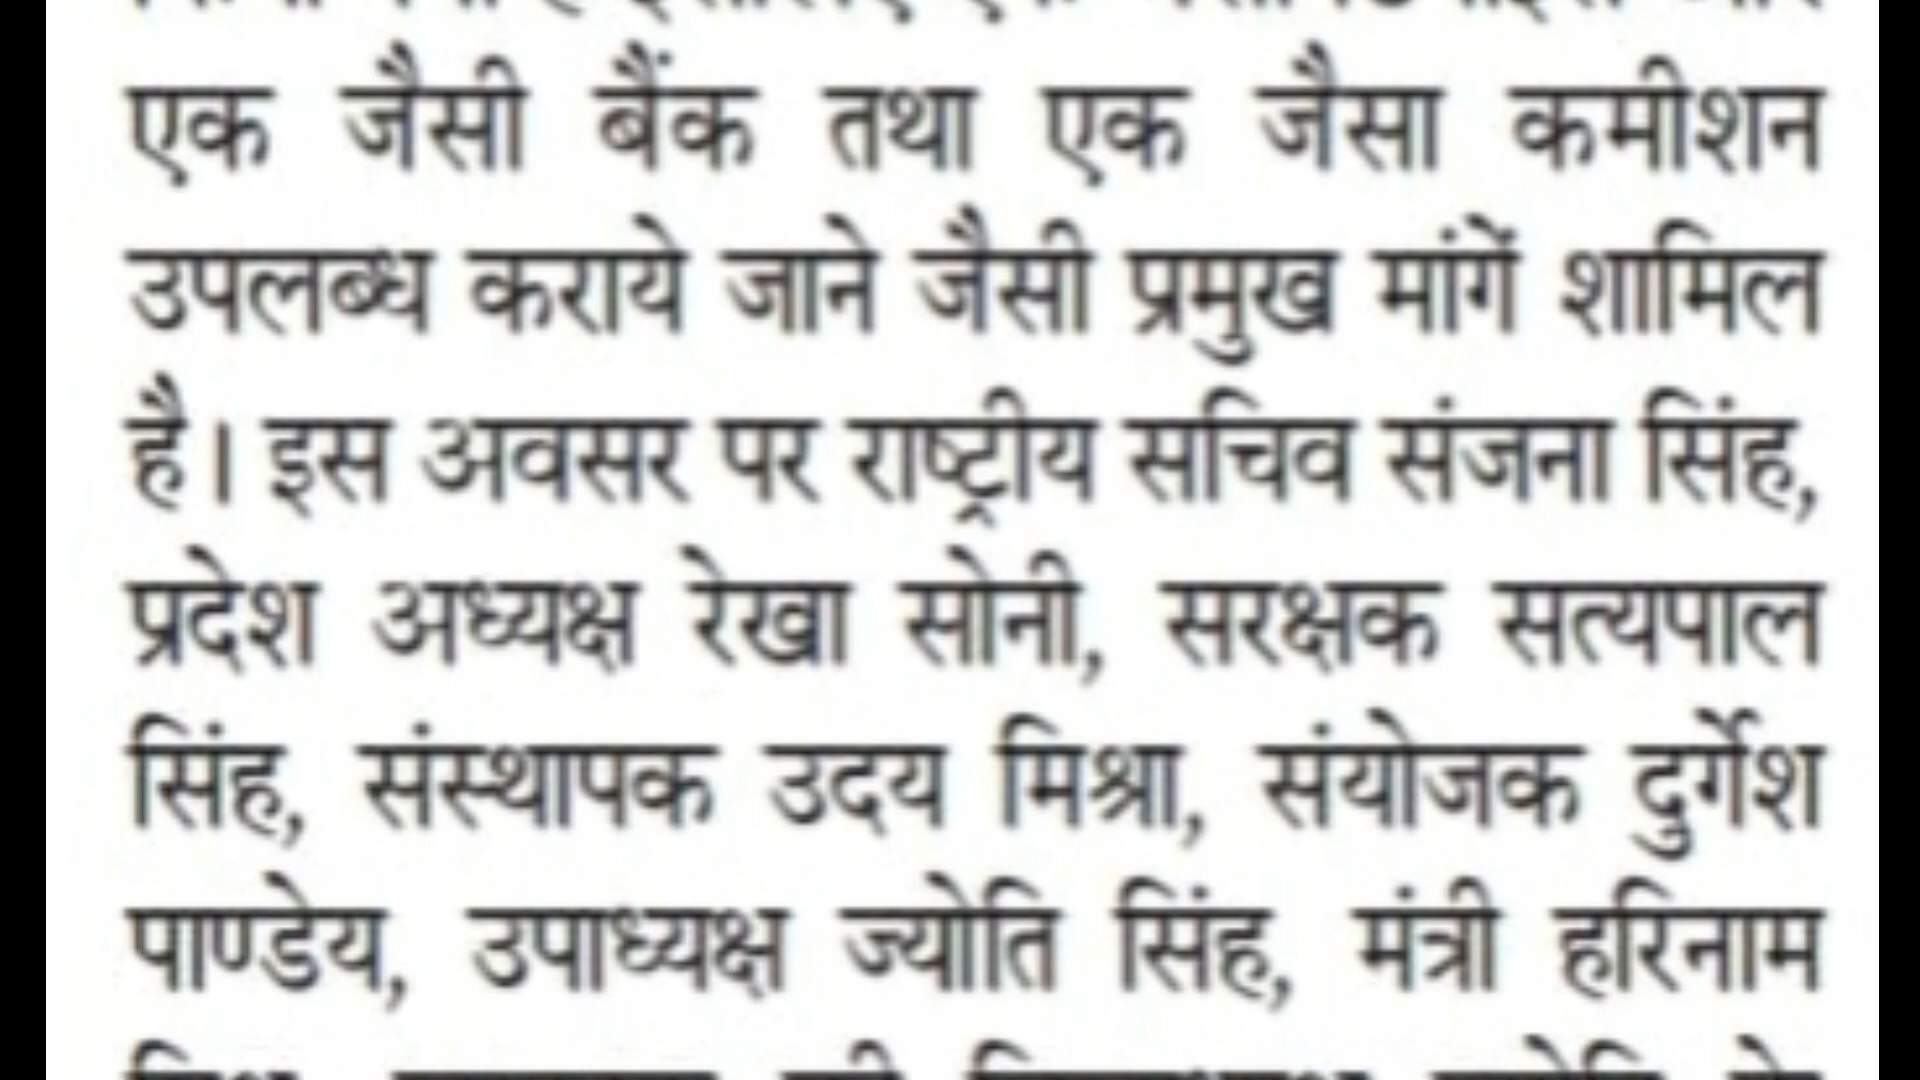 एक जैसी बैंक तथा एक जैसा कमीशन
उपलब्ध कराये जाने जैसी प्रमुख मांगें शामिल
है। इस अवसर पर राष्ट्रीय सचिव संजना सिंह,
प्रदेश अध्यक्ष रेखा सोनी, सरक्षक सत्यपाल
सिंह, संस्थापक उदय मिश्रा, संयोजक दुर्गेश
पाण्डेय, उपाध्यक्ष ज्योति सिंह, मंत्री हरिनाम